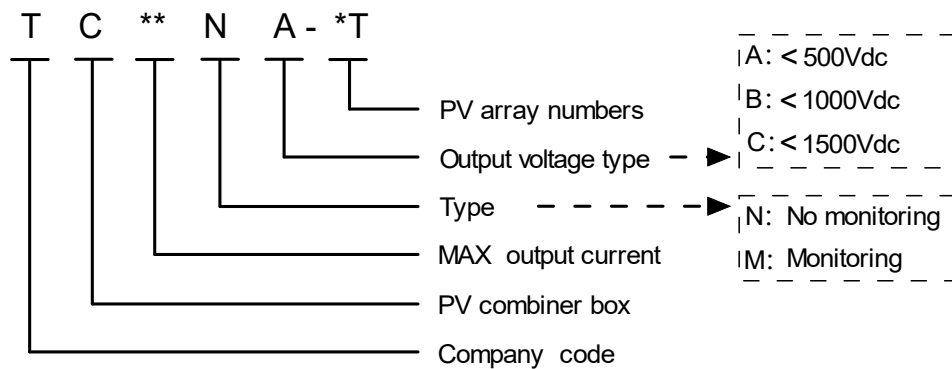 T C ** N A - *T
PV array numbers
Output voltage type
Type
MAX output current
PV combiner box
Company code
A: < 500Vdc
B: < 1000Vdc
C: < 1500Vdc
N: No monitoring
M: Monitoring